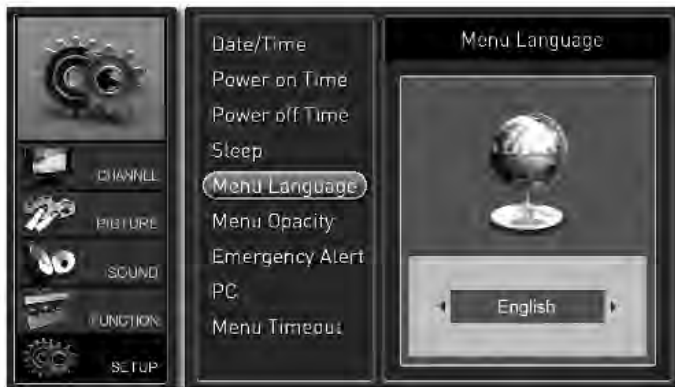 CHANNEL
PICTURE
SOUND
FUNCTION
SETUP
Date/Time
Power on Time
Power off Time
Sleep
Menu Language
Menu Opacity
Emergency Alert
PC
Menu Timeout
Menu Language
English